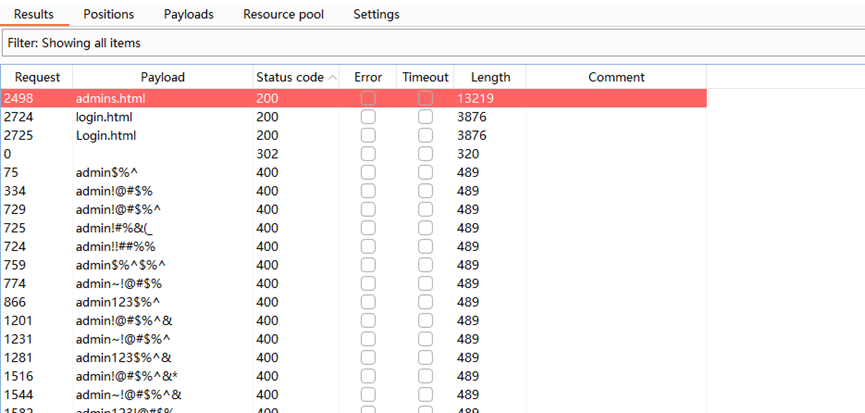 Results Positions Payloads Resource pool Settings
Filter: Showing all items
Request Payload Status code Error Timeout Length Comment
2498 admins.html 200 13219
2724 login.html 200 3876
2725 Login.html 200 3876
0 302 320
75 admin$%^ 400 489
334 admin!@#$% 400 489
729 admin!@#$%^ 400 489
725 admin!#%&(_ 400 489
724 admin!!##%% 400 489
759 admin$%^$%^ 400 489
774 admin~!@#$% 400 489
866 admin123$%^ 400 489
1201 admin!@#$%^& 400 489
1231 admin~!@#$%^ 400 489
1281 admin123$%^& 400 489
1516 admin!@#$%^&* 400 489
1544 admin~!@#$%^& 400 489
1582 admin123!@#$% 400 489